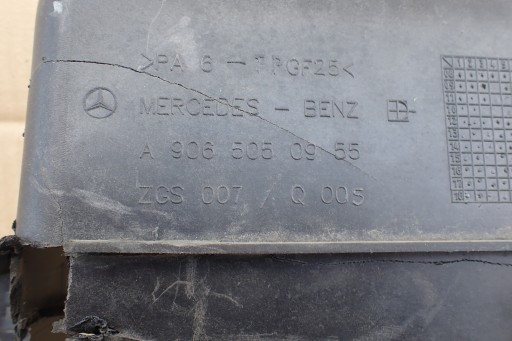 >PA 6 - T GF25<
MERCEDES - BENZ
A 906 505 09 55
ZGS 007 / Q 005